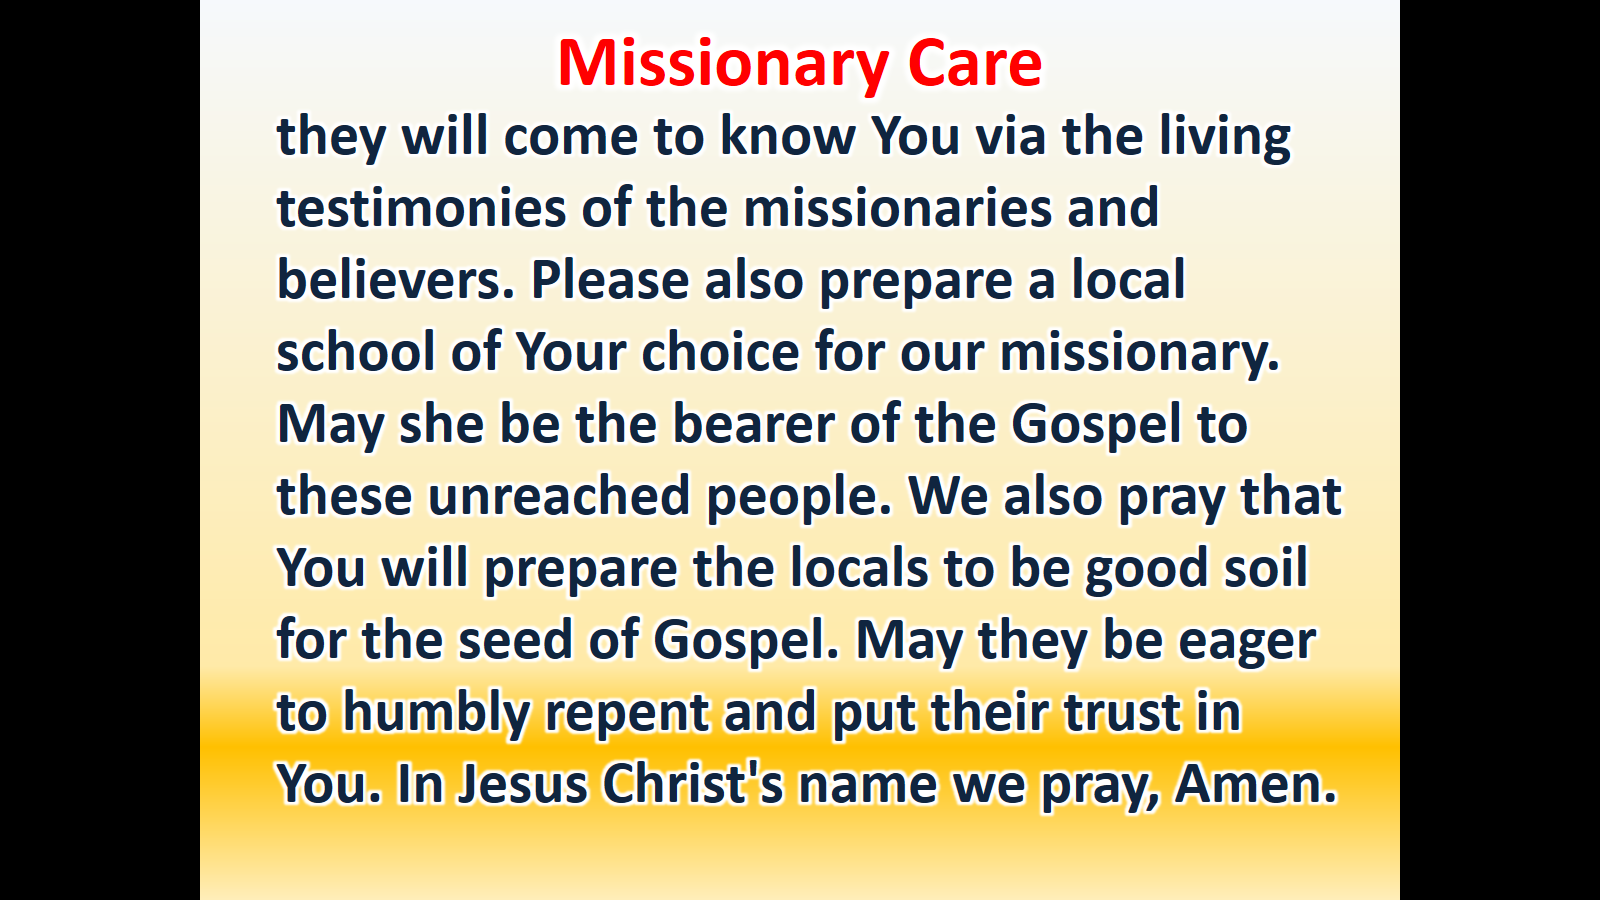 Missionary Care
they will come to know You via the living
testimonies of the missionaries and
believers. Please also prepare a local
school of Your choice for our missionary.
May she be the bearer of the Gospel to
these unreached people. We also pray that
You will prepare the locals to be good soil
for the seed of Gospel. May they be eager
to humbly repent and put their trust in
You. In Jesus Christ's name we pray, Amen.